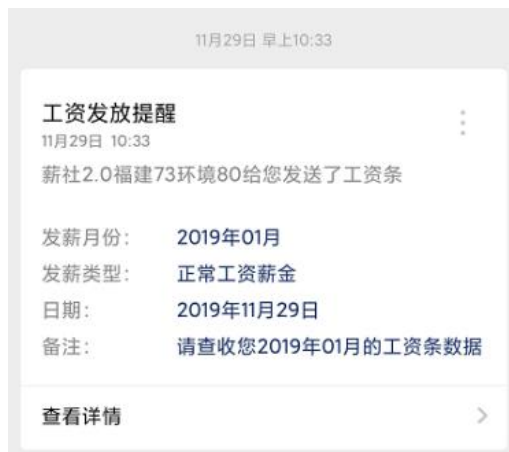 11月29日 早上10:33
工资发放提醒
11月29日 10:33
薪社2.0福建73环境80给您发送了工资条
发薪月份： 2019年01月
发薪类型： 正常工资薪金
日期： 2019年11月29日
备注： 请查收您2019年01月的工资条数据
查看详情